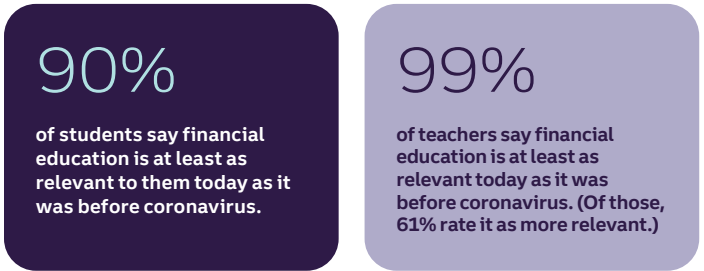 90%
of students say financial
education is at least as
relevant to them today as it
was before coronavirus.
99%
of teachers say financial
education is at least as
relevant today as it was
before coronavirus. (Of those,
61% rate it as more relevant.)